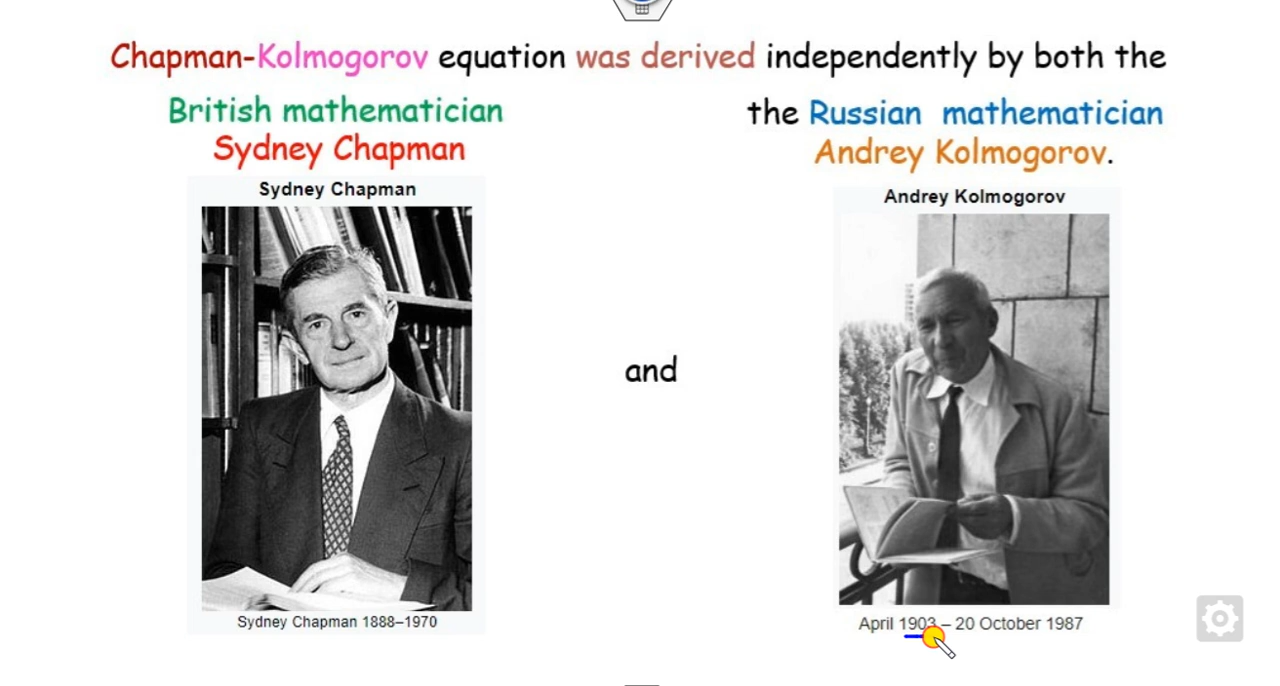 Chapman-Kolmogorov equation was derived independently by both the
British mathematician
Sydney Chapman
Sydney Chapman
Sydney Chapman 1888–1970
and
the Russian mathematician
Andrey Kolmogorov.
Andrey Kolmogorov
April 1903 – 20 October 1987